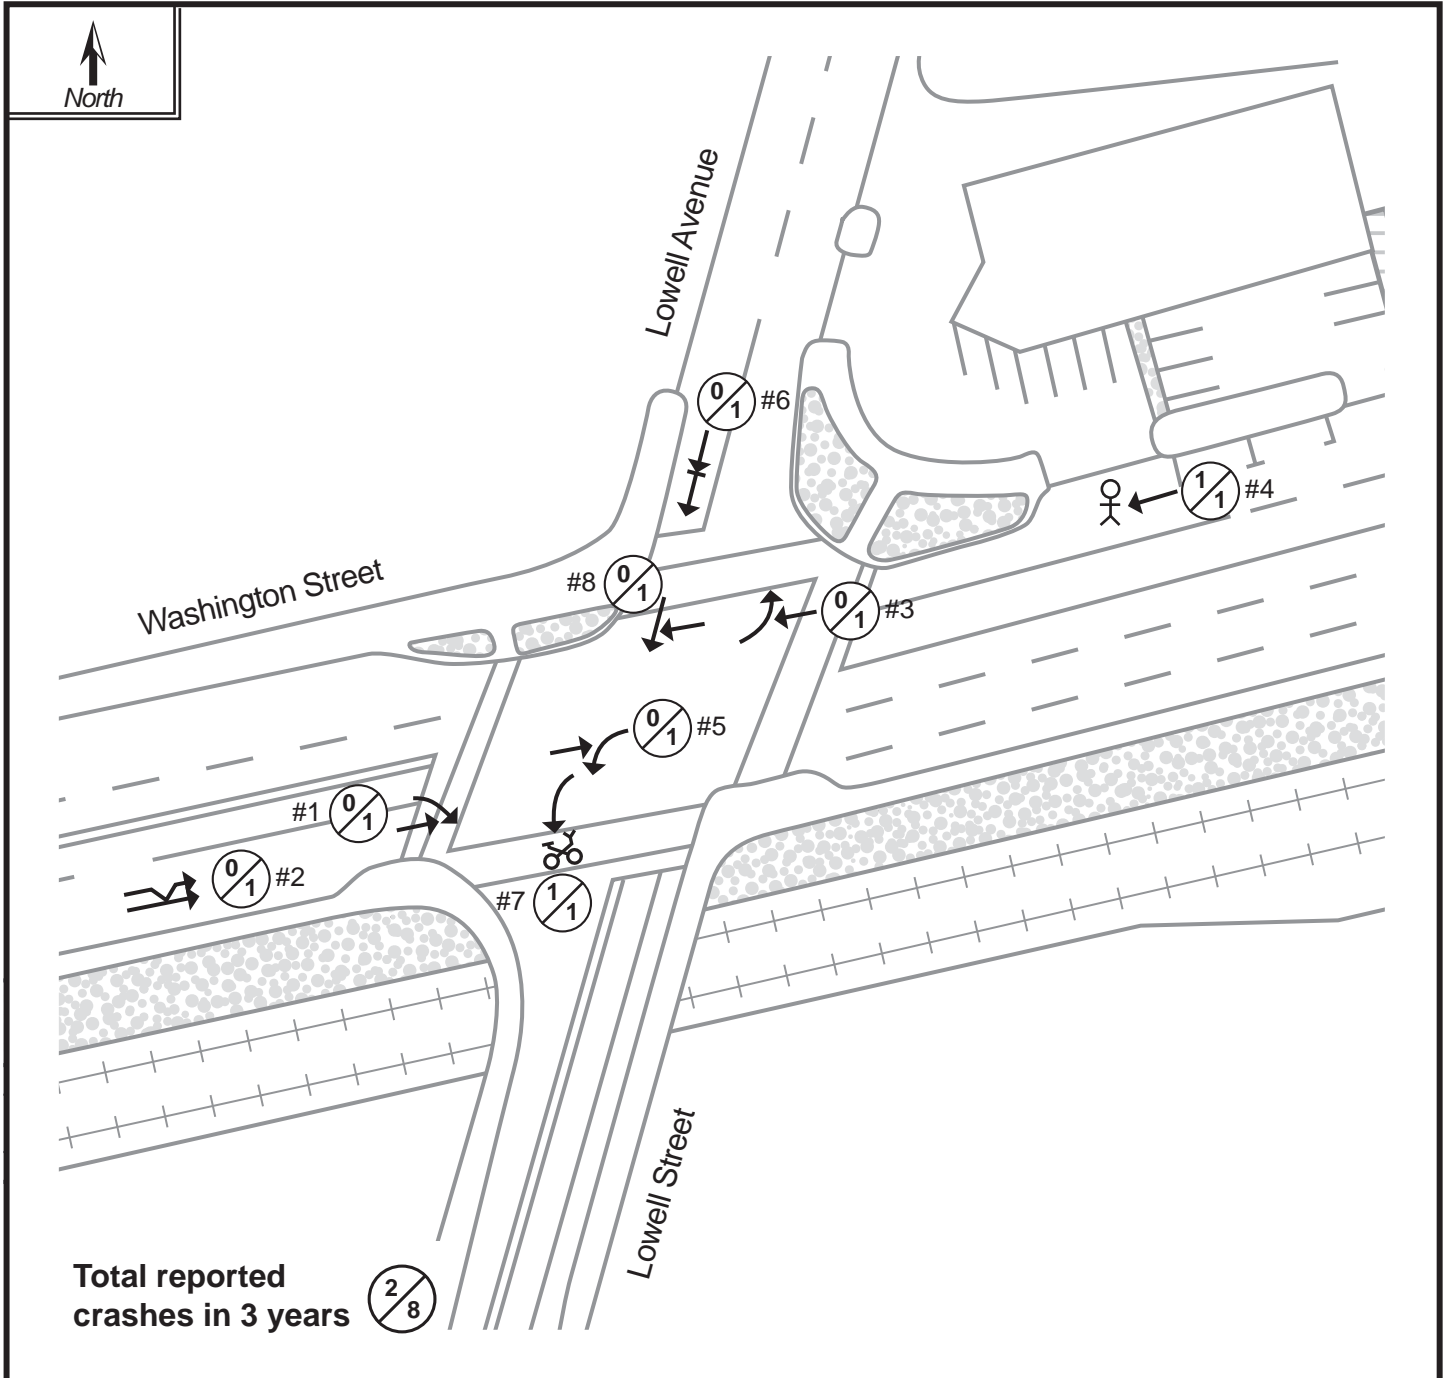 North
Lowell Avenue
0/1 #6
1/1 #4
Washington Street
#8 0/1
0/1 #3
0/1 #5
#1 0/1
0/1 #2
#7 1/1
Lowell Street
Total reported
crashes in 3 years 2/8